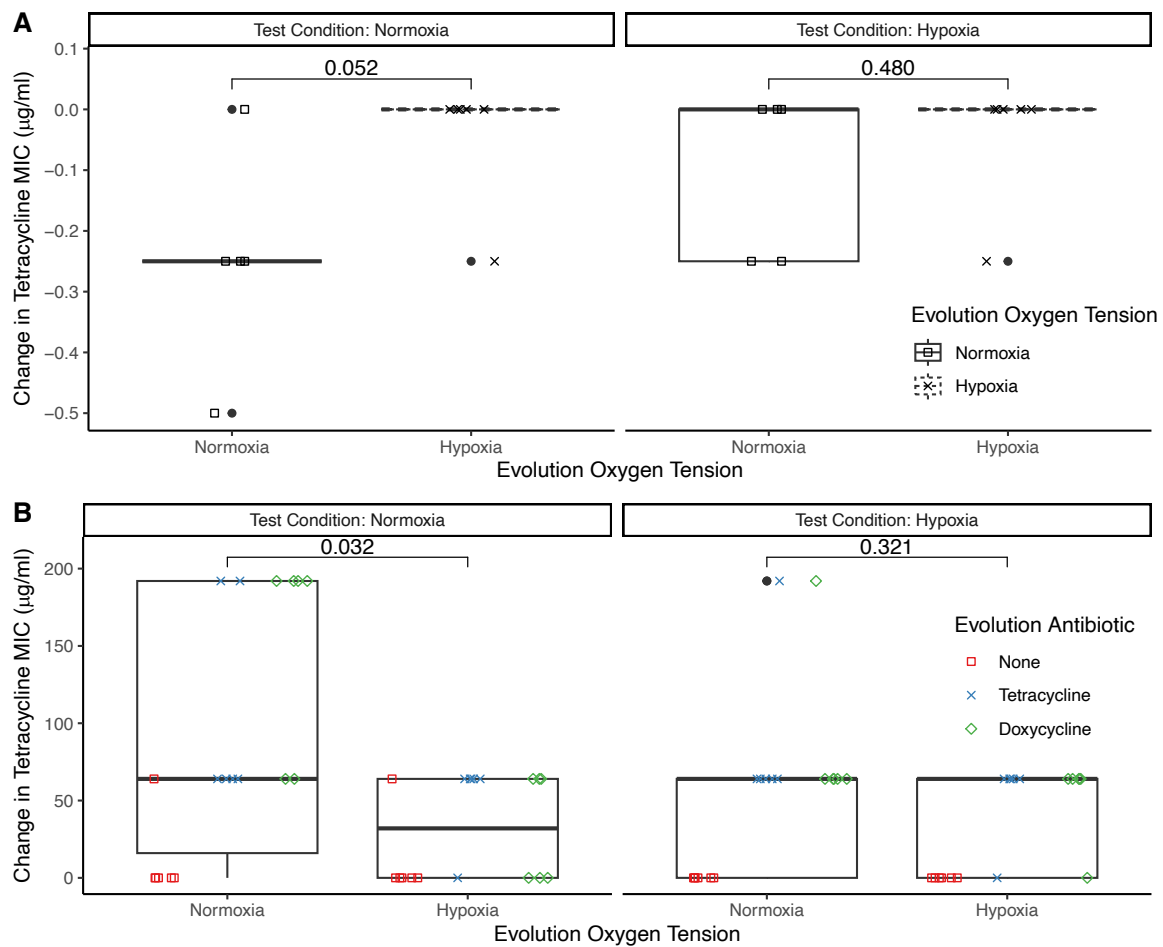 A
Test Condition: Normoxia
Test Condition: Hypoxia
Change in Tetracycline MIC (µg/ml)
0.1
0.0
−0.1
−0.2
−0.3
−0.4
−0.5
0.052
0.480
Evolution Oxygen Tension
Normoxia
Hypoxia
Normoxia
Hypoxia
Normoxia
Hypoxia
Evolution Oxygen Tension
B
Test Condition: Normoxia
Test Condition: Hypoxia
Change in Tetracycline MIC (µg/ml)
200
150
100
50
0
0.032
0.321
Evolution Antibiotic
None
Tetracycline
Doxycycline
Normoxia
Hypoxia
Normoxia
Hypoxia
Evolution Oxygen Tension